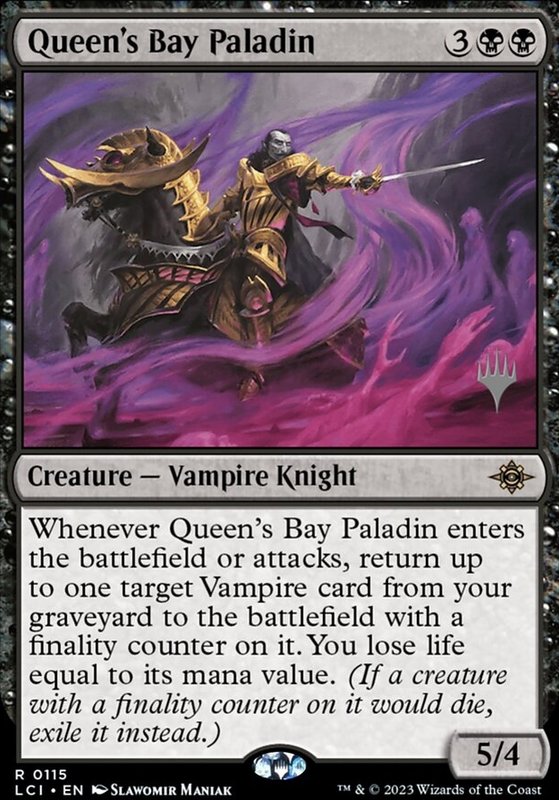 Queen's Bay Paladin 3
Creature — Vampire Knight
Whenever Queen's Bay Paladin enters
the battlefield or attacks, return up
to one target Vampire card from your
graveyard to the battlefield with a
finality counter on it. You lose life
equal to its mana value. (If a creature
with a finality counter on it would die,
exile it instead.)
5/4
R 0115
LCI • EN Slawomir Maniak
™ & © 2023 Wizards of the Coast